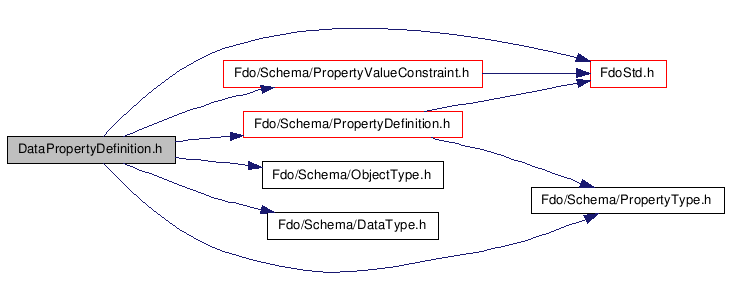 Fdo/Schema/PropertyValueConstraint.h
FdoStd.h
Fdo/Schema/PropertyDefinition.h
DataPropertyDefinition.h
Fdo/Schema/ObjectType.h
Fdo/Schema/PropertyType.h
Fdo/Schema/DataType.h